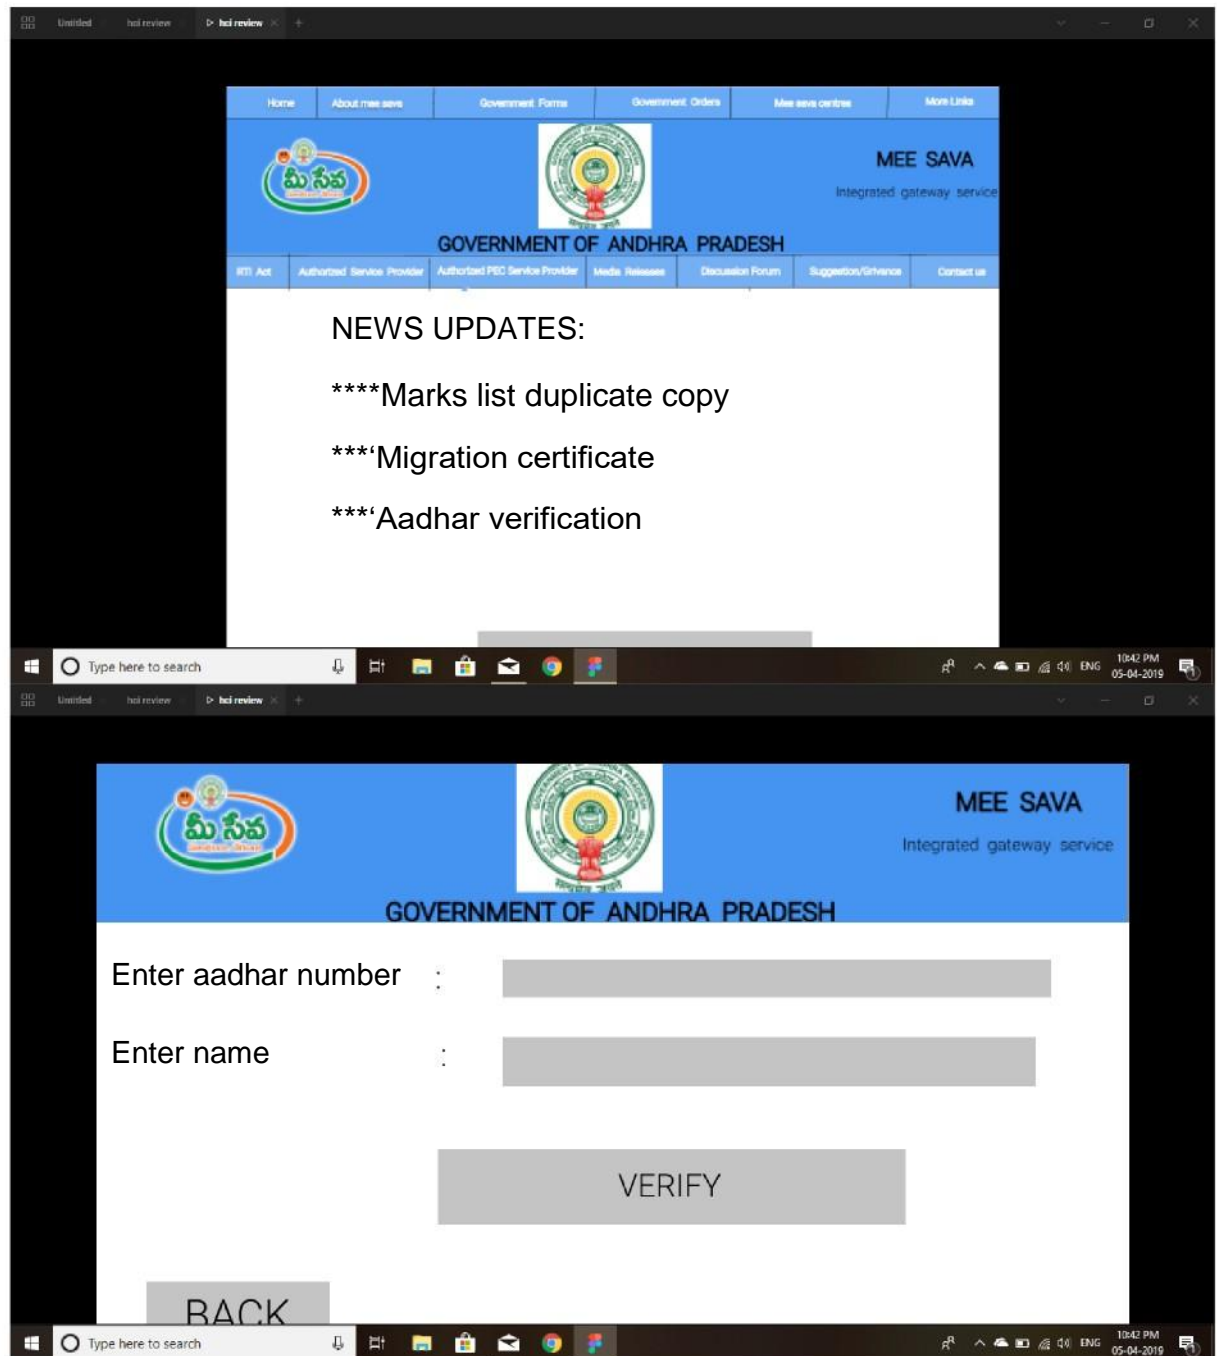 Untitled hci review hci review
Home About mee seva Government Forms Government Orders Mee seva centres More Links
మీ సేవ
MEE SAVA
Integrated gateway service
GOVERNMENT OF ANDHRA PRADESH
RTI Act Authorized Service Provider Authorized PEC Service Provider Media Releases Discussion Forum Suggestion/Grivance Contact us
NEWS UPDATES:
****Marks list duplicate copy
***‘Migration certificate
***‘Aadhar verification
Type here to search ENG 10:42 PM
05-04-2019
Untitled hci review hci review
మీ సేవ
MEE SAVA
Integrated gateway service
GOVERNMENT OF ANDHRA PRADESH
Enter aadhar number :
Enter name :
VERIFY
BACK
Type here to search ENG 10:42 PM
05-04-2019